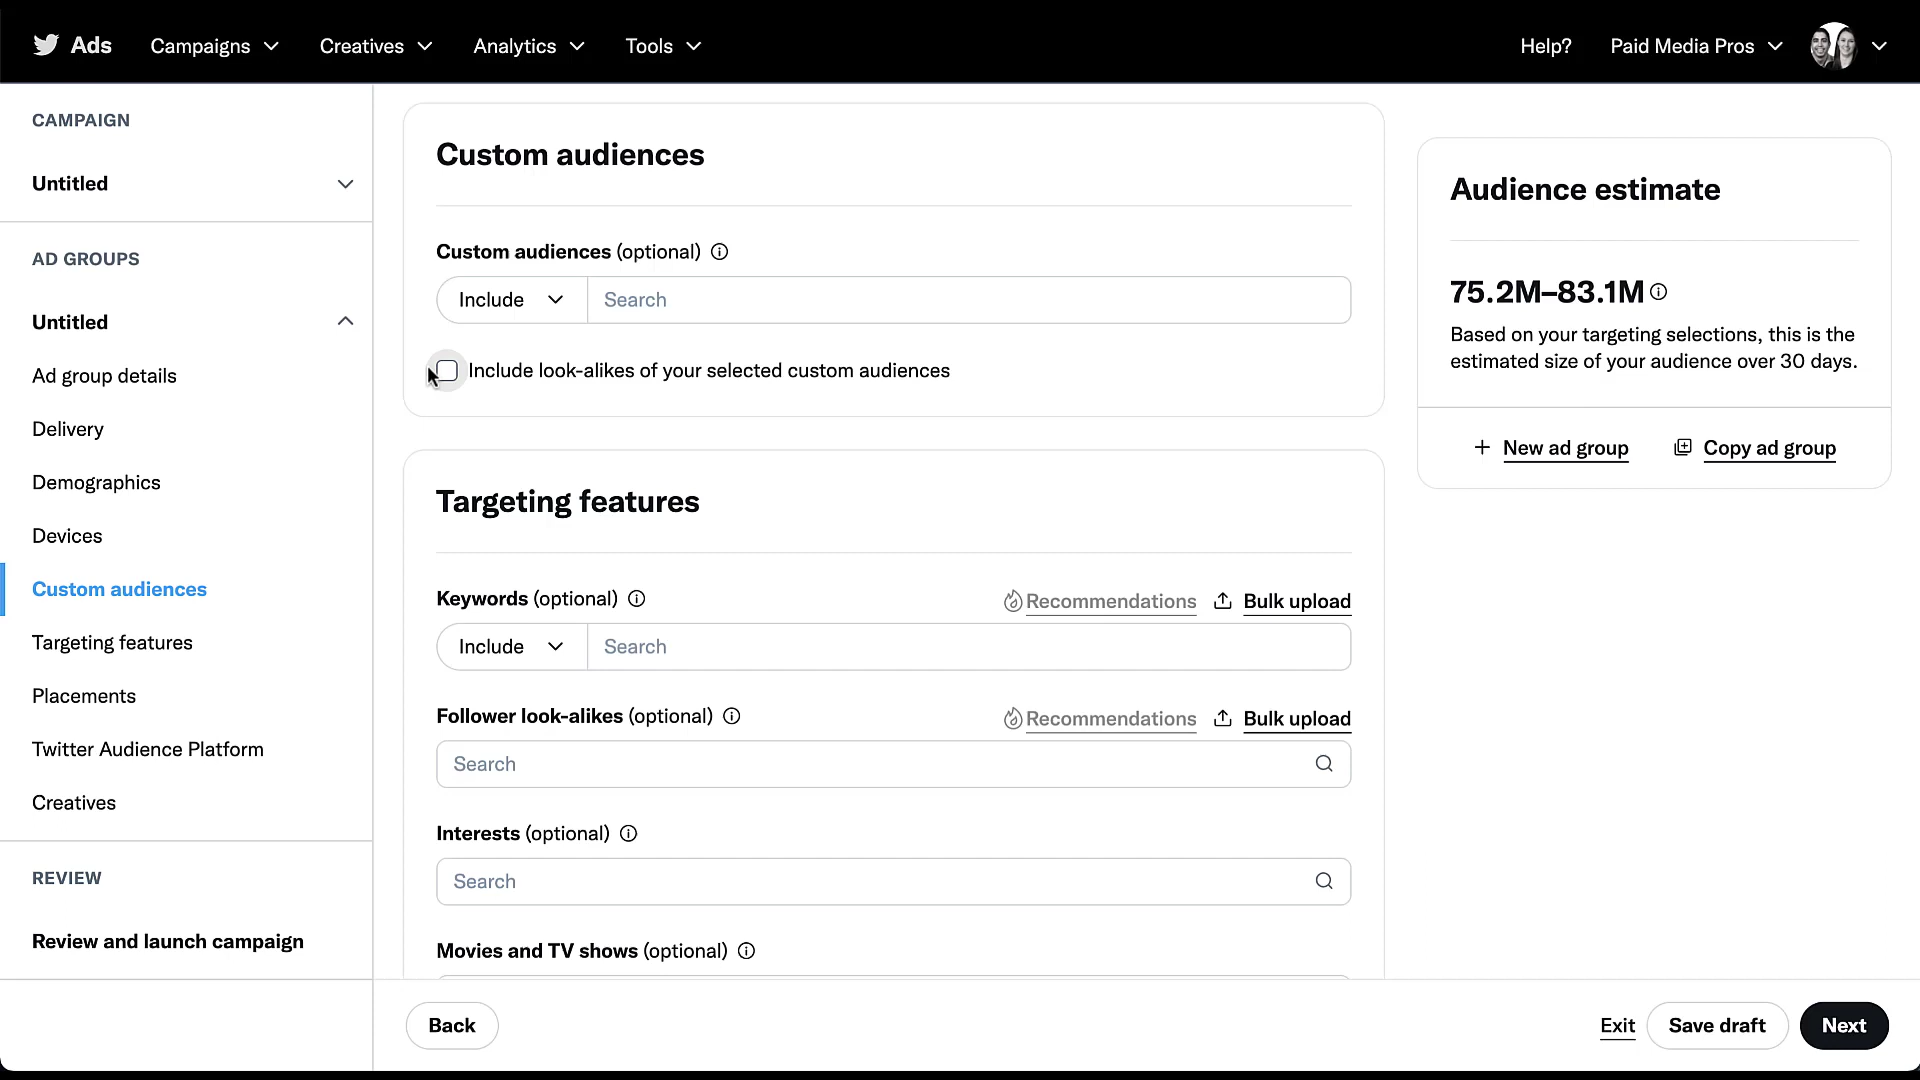 Ads
Campaigns
Creatives
Analytics
Tools
Help?
Paid Media Pros
CAMPAIGN
Untitled
AD GROUPS
Untitled
Ad group details
Delivery
Demographics
Devices
Custom audiences
Targeting features
Placements
Twitter Audience Platform
Creatives
REVIEW
Review and launch campaign
Custom audiences
Custom audiences (optional)
Include
Search
Include look-alikes of your selected custom audiences
Targeting features
Keywords (optional)
Recommendations
Bulk upload
Include
Search
Follower look-alikes (optional)
Recommendations
Bulk upload
Search
Interests (optional)
Search
Movies and TV shows (optional)
Audience estimate
75.2M–83.1M
Based on your targeting selections, this is the
estimated size of your audience over 30 days.
New ad group
Copy ad group
Back
Exit
Save draft
Next